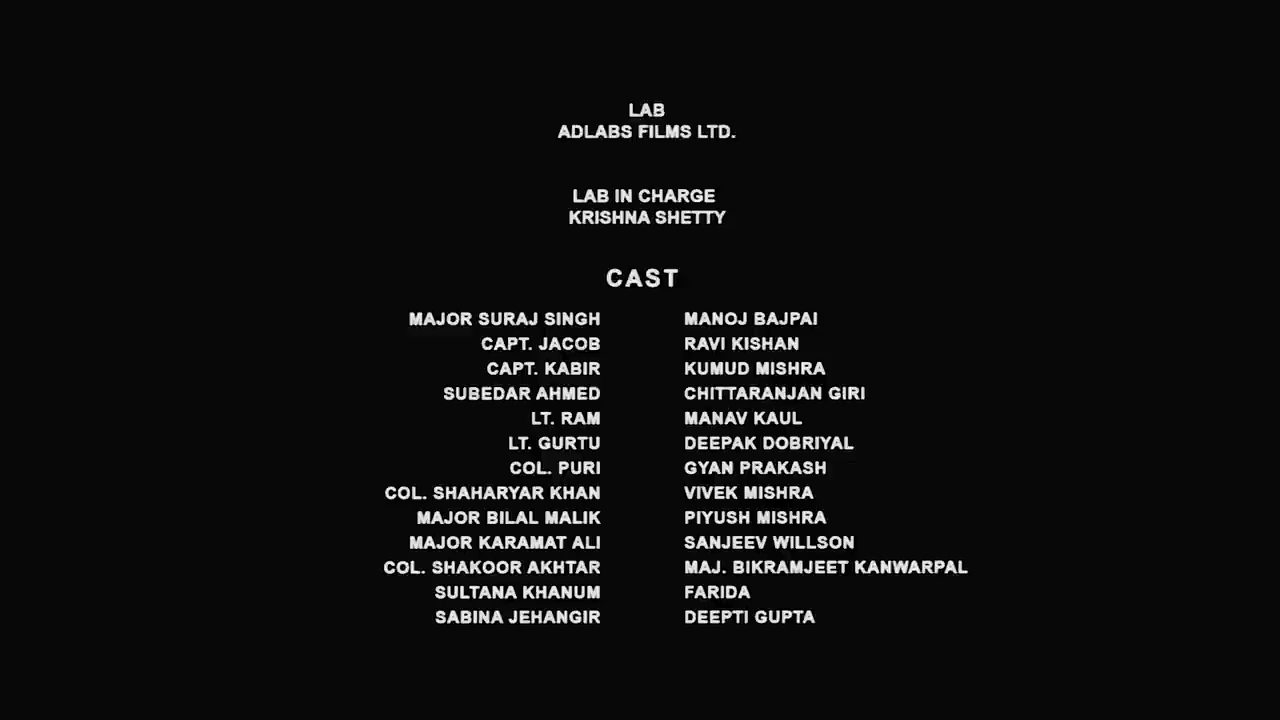 LAB
ADLABS FILMS LTD.
LAB IN CHARGE
KRISHNA SHETTY
CAST
MAJOR SURAJ SINGH MANOJ BAJPAI
CAPT. JACOB RAVI KISHAN
CAPT. KABIR KUMUD MISHRA
SUBEDAR AHMED CHITTARANJAN GIRI
LT. RAM MANAV KAUL
LT. GURTU DEEPAK DOBRIYAL
COL. PURI GYAN PRAKASH
COL. SHAHARYAR KHAN VIVEK MISHRA
MAJOR BILAL MALIK PIYUSH MISHRA
MAJOR KARAMAT ALI SANJEEV WILLSON
COL. SHAKOOR AKHTAR MAJ. BIKRAMJEET KANWARPAL
SULTANA KHANUM FARIDA
SABINA JEHANGIR DEEPTI GUPTA